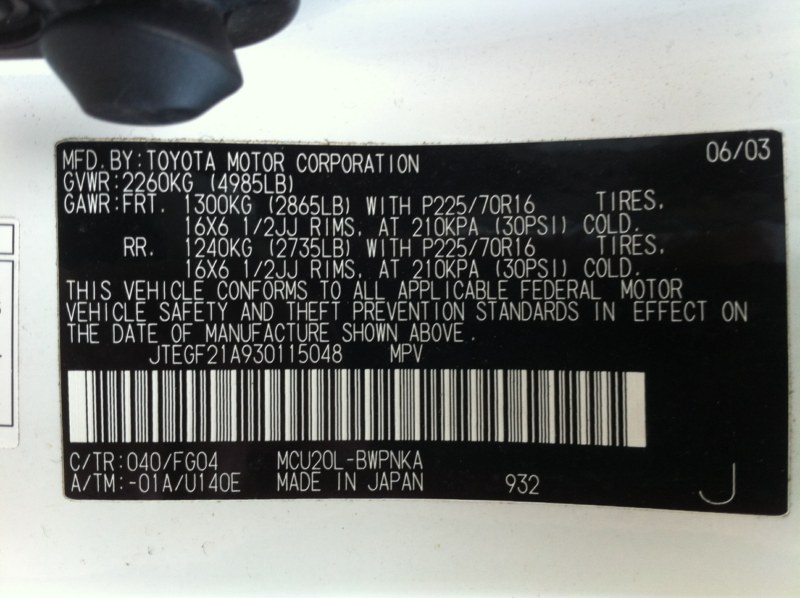 06/03
MFD. BY:TOYOTA MOTOR CORPORATION
GVWR:2260KG (4985LB)
GAWR:FRT. 1300KG (2865LB) WITH P225/70R16 TIRES,
16X6 1/2JJ RIMS, AT 210KPA (30PSI) COLD.
RR. 1240KG (2735LB) WITH P225/70R16 TIRES,
16X6 1/2JJ RIMS, AT 210KPA (30PSI) COLD.
THIS VEHICLE CONFORMS TO ALL APPLICABLE FEDERAL MOTOR
VEHICLE SAFETY AND THEFT PREVENTION STANDARDS IN EFFECT ON
THE DATE OF MANUFACTURE SHOWN ABOVE.
JTEGF21A930115048 MPV
C/TR:040/FG04 MCU20L-BWPNKA
A/TM:-01A/U140E MADE IN JAPAN 932
J